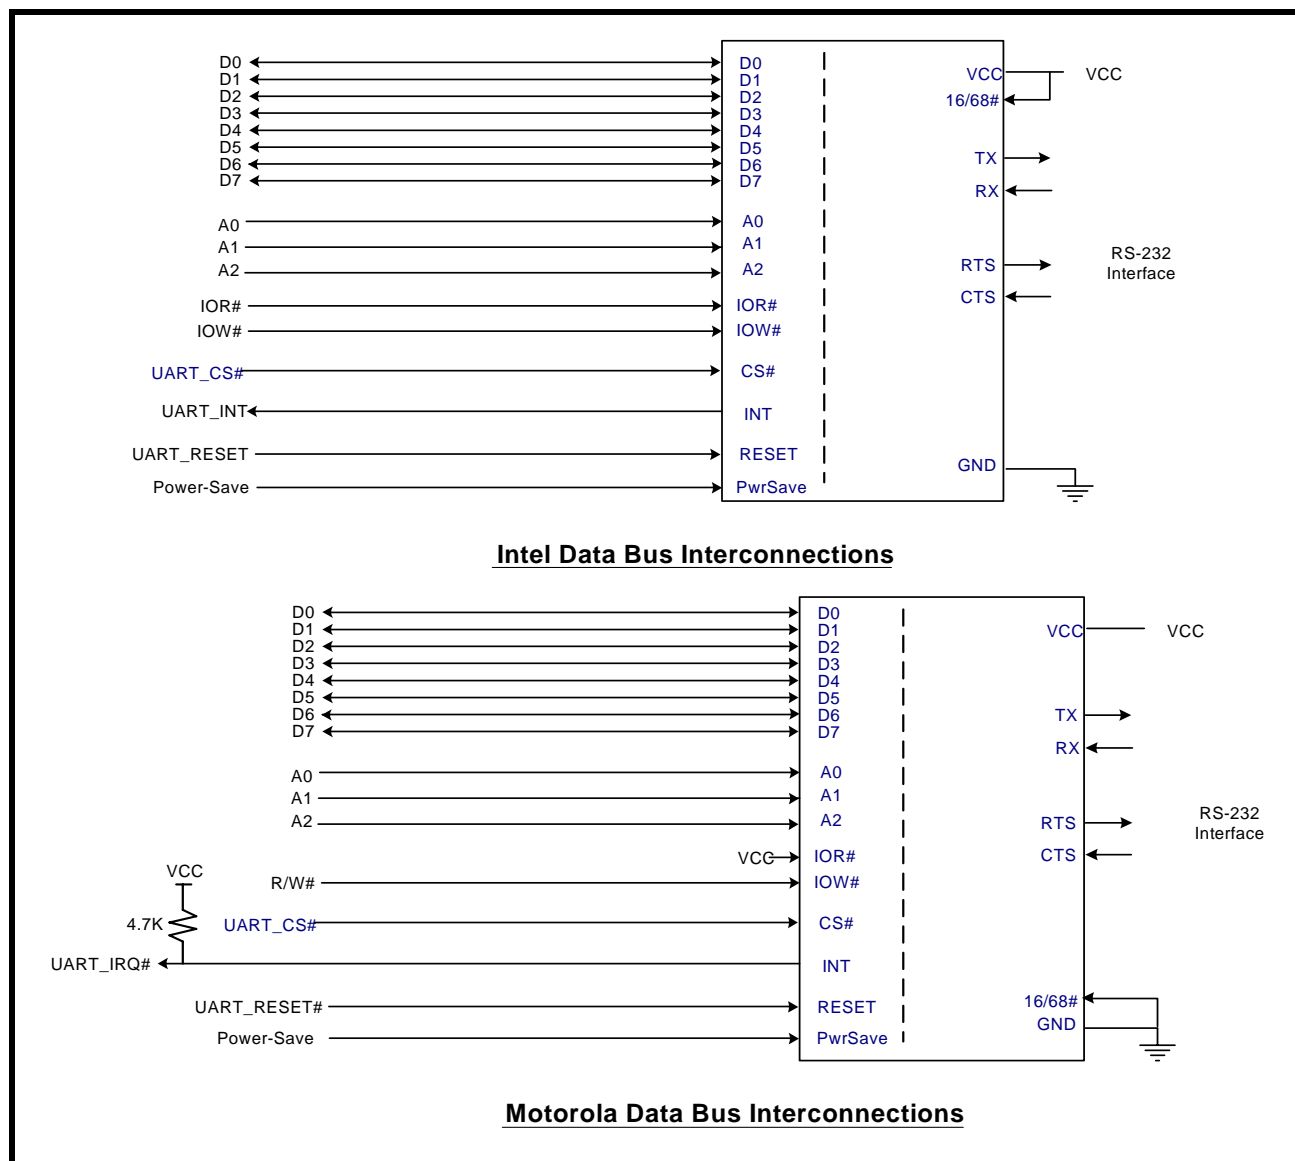 D0 D0
D1 D1
D2 D2
D3 D3
D4 D4
D5 D5
D6 D6
D7 D7
A0 A0
A1 A1
A2 A2
IOR# IOR#
IOW# IOW#
UART_CS# CS#
UART_INT INT
UART_RESET RESET
Power-Save PwrSave
VCC VCC
16/68#
TX
RX
RTS
CTS
RS-232
Interface
GND
Intel Data Bus Interconnections
D0 D0
D1 D1
D2 D2
D3 D3
D4 D4
D5 D5
D6 D6
D7 D7
A0 A0
A1 A1
A2 A2
VCC IOR#
R/W# IOW#
VCC
4.7K
UART_CS# CS#
UART_IRQ# INT
UART_RESET# RESET
Power-Save PwrSave
VCC VCC
TX
RX
RTS
CTS
RS-232
Interface
16/68#
GND
Motorola Data Bus Interconnections